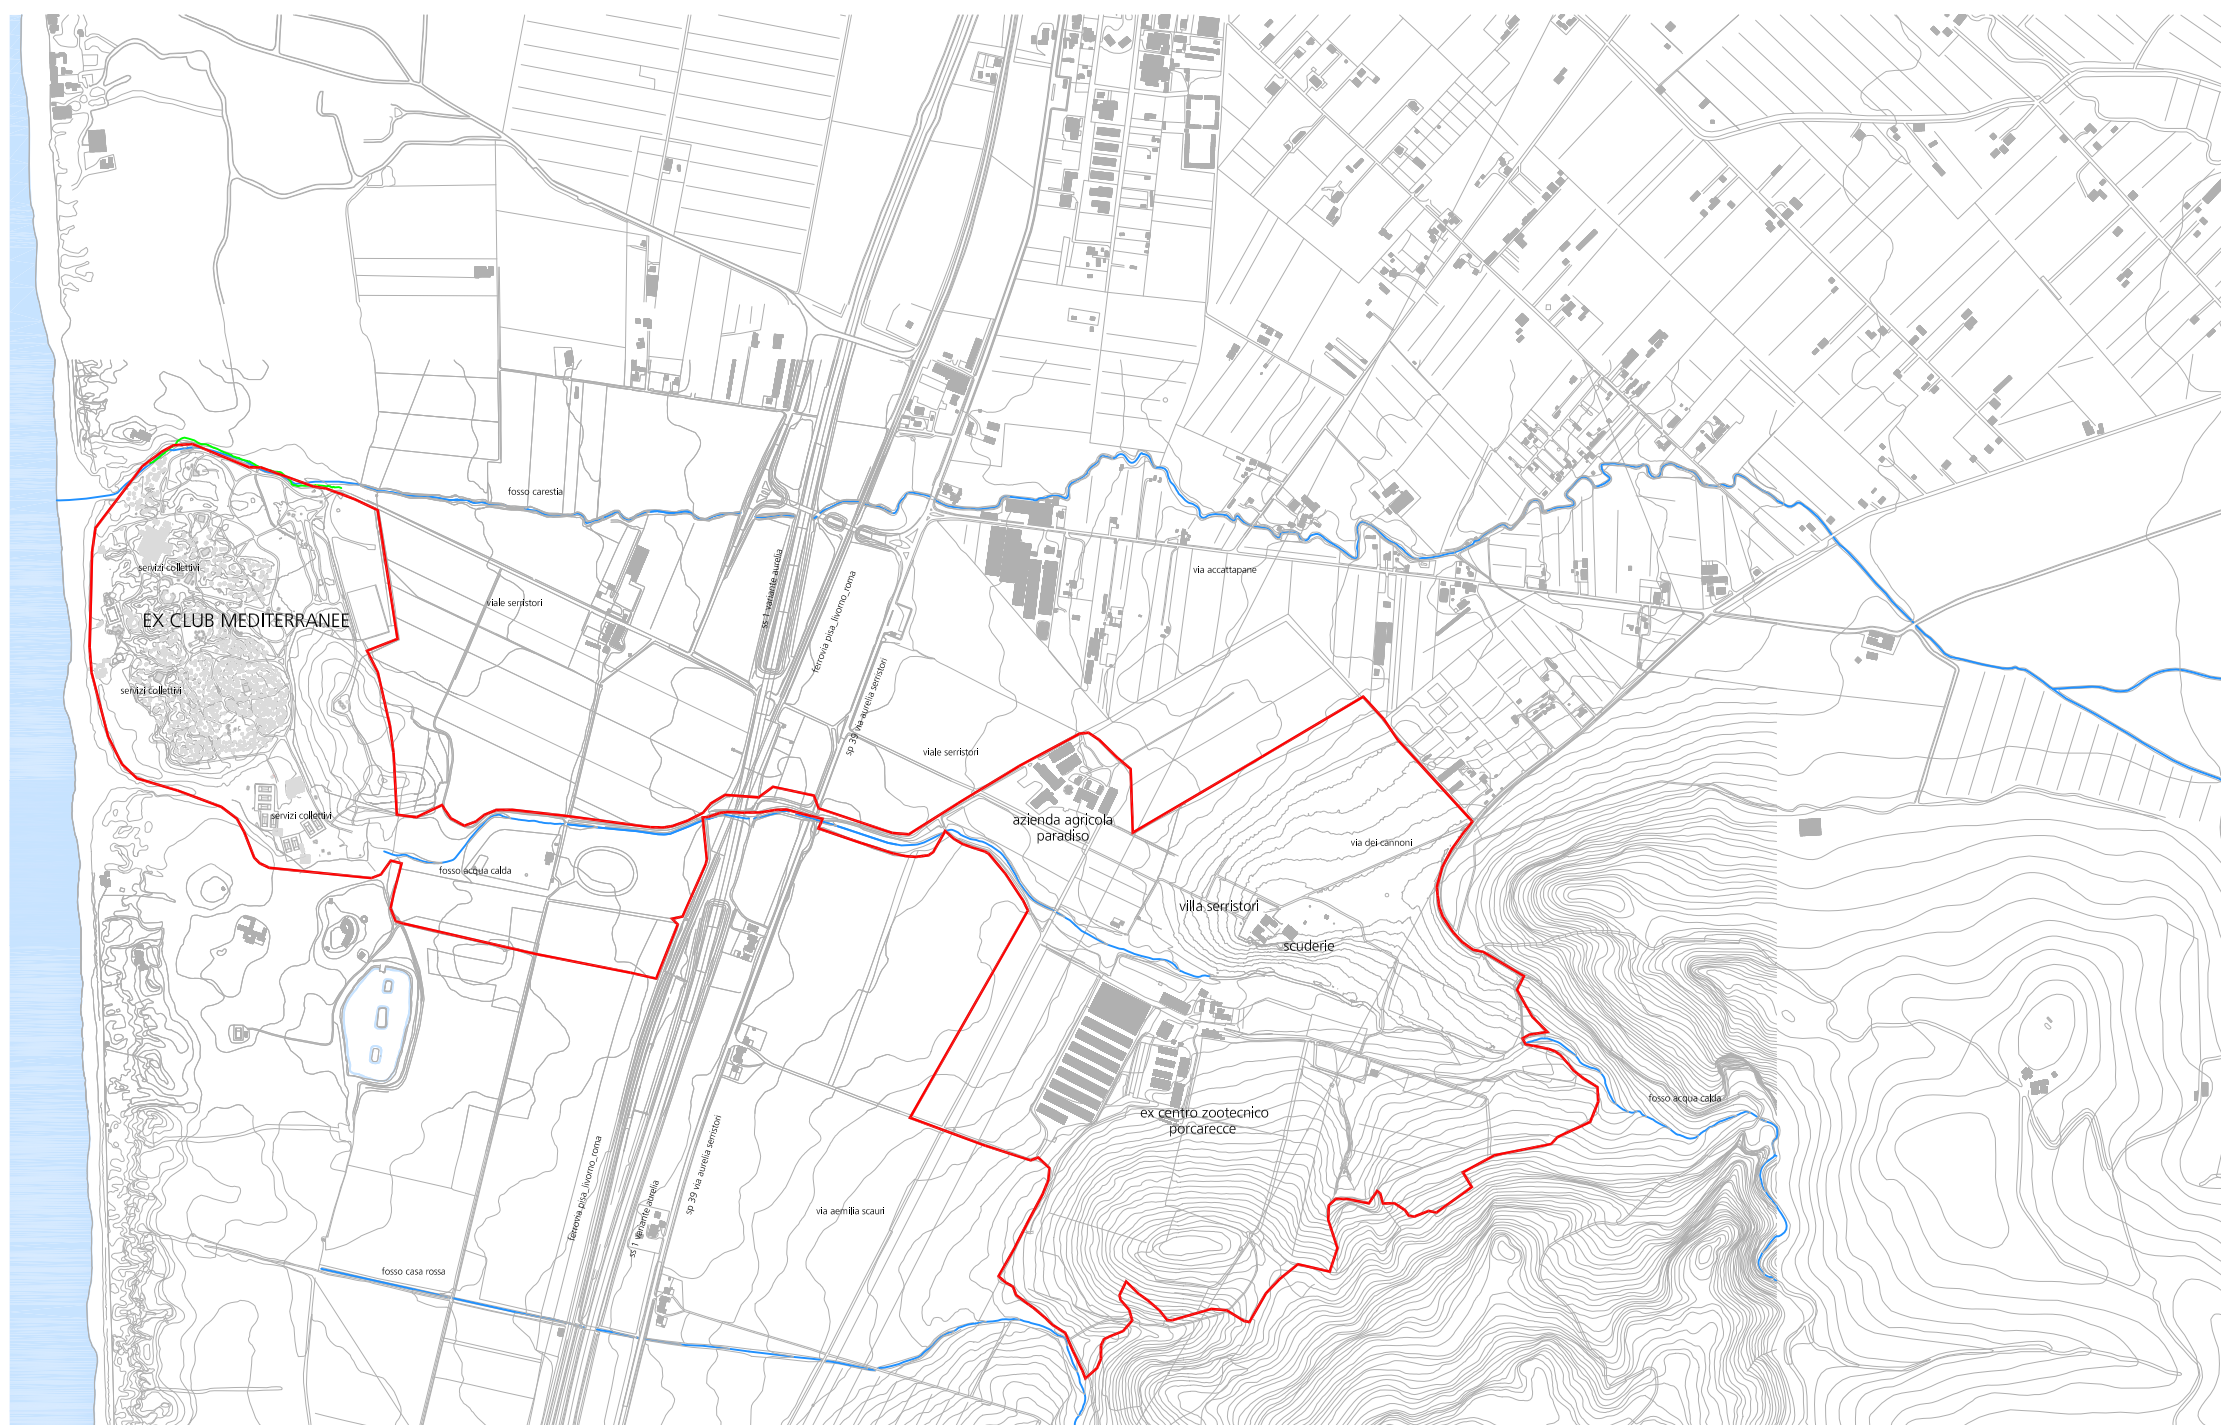 fosso carestia
ss 1 variante aurelia
servizi collettivi
via accattapane
ferrovia pisa_livorno_roma
viale serristori
EX CLUB MEDITERRANEE
servizi collettivi
sp 39 via aurelia serristori
viale serristori
servizi collettivi
azienda agricola
paradiso
via dei cannoni
fosso acqua calda
villa serristori
scuderie
fosso acqua calda
ex centro zootecnico
porcarecce
sp 39 via aurelia serristori
ferrovia pisa_livorno_roma
via aemilia scauri
ss 1 variante aurelia
fosso casa rossa